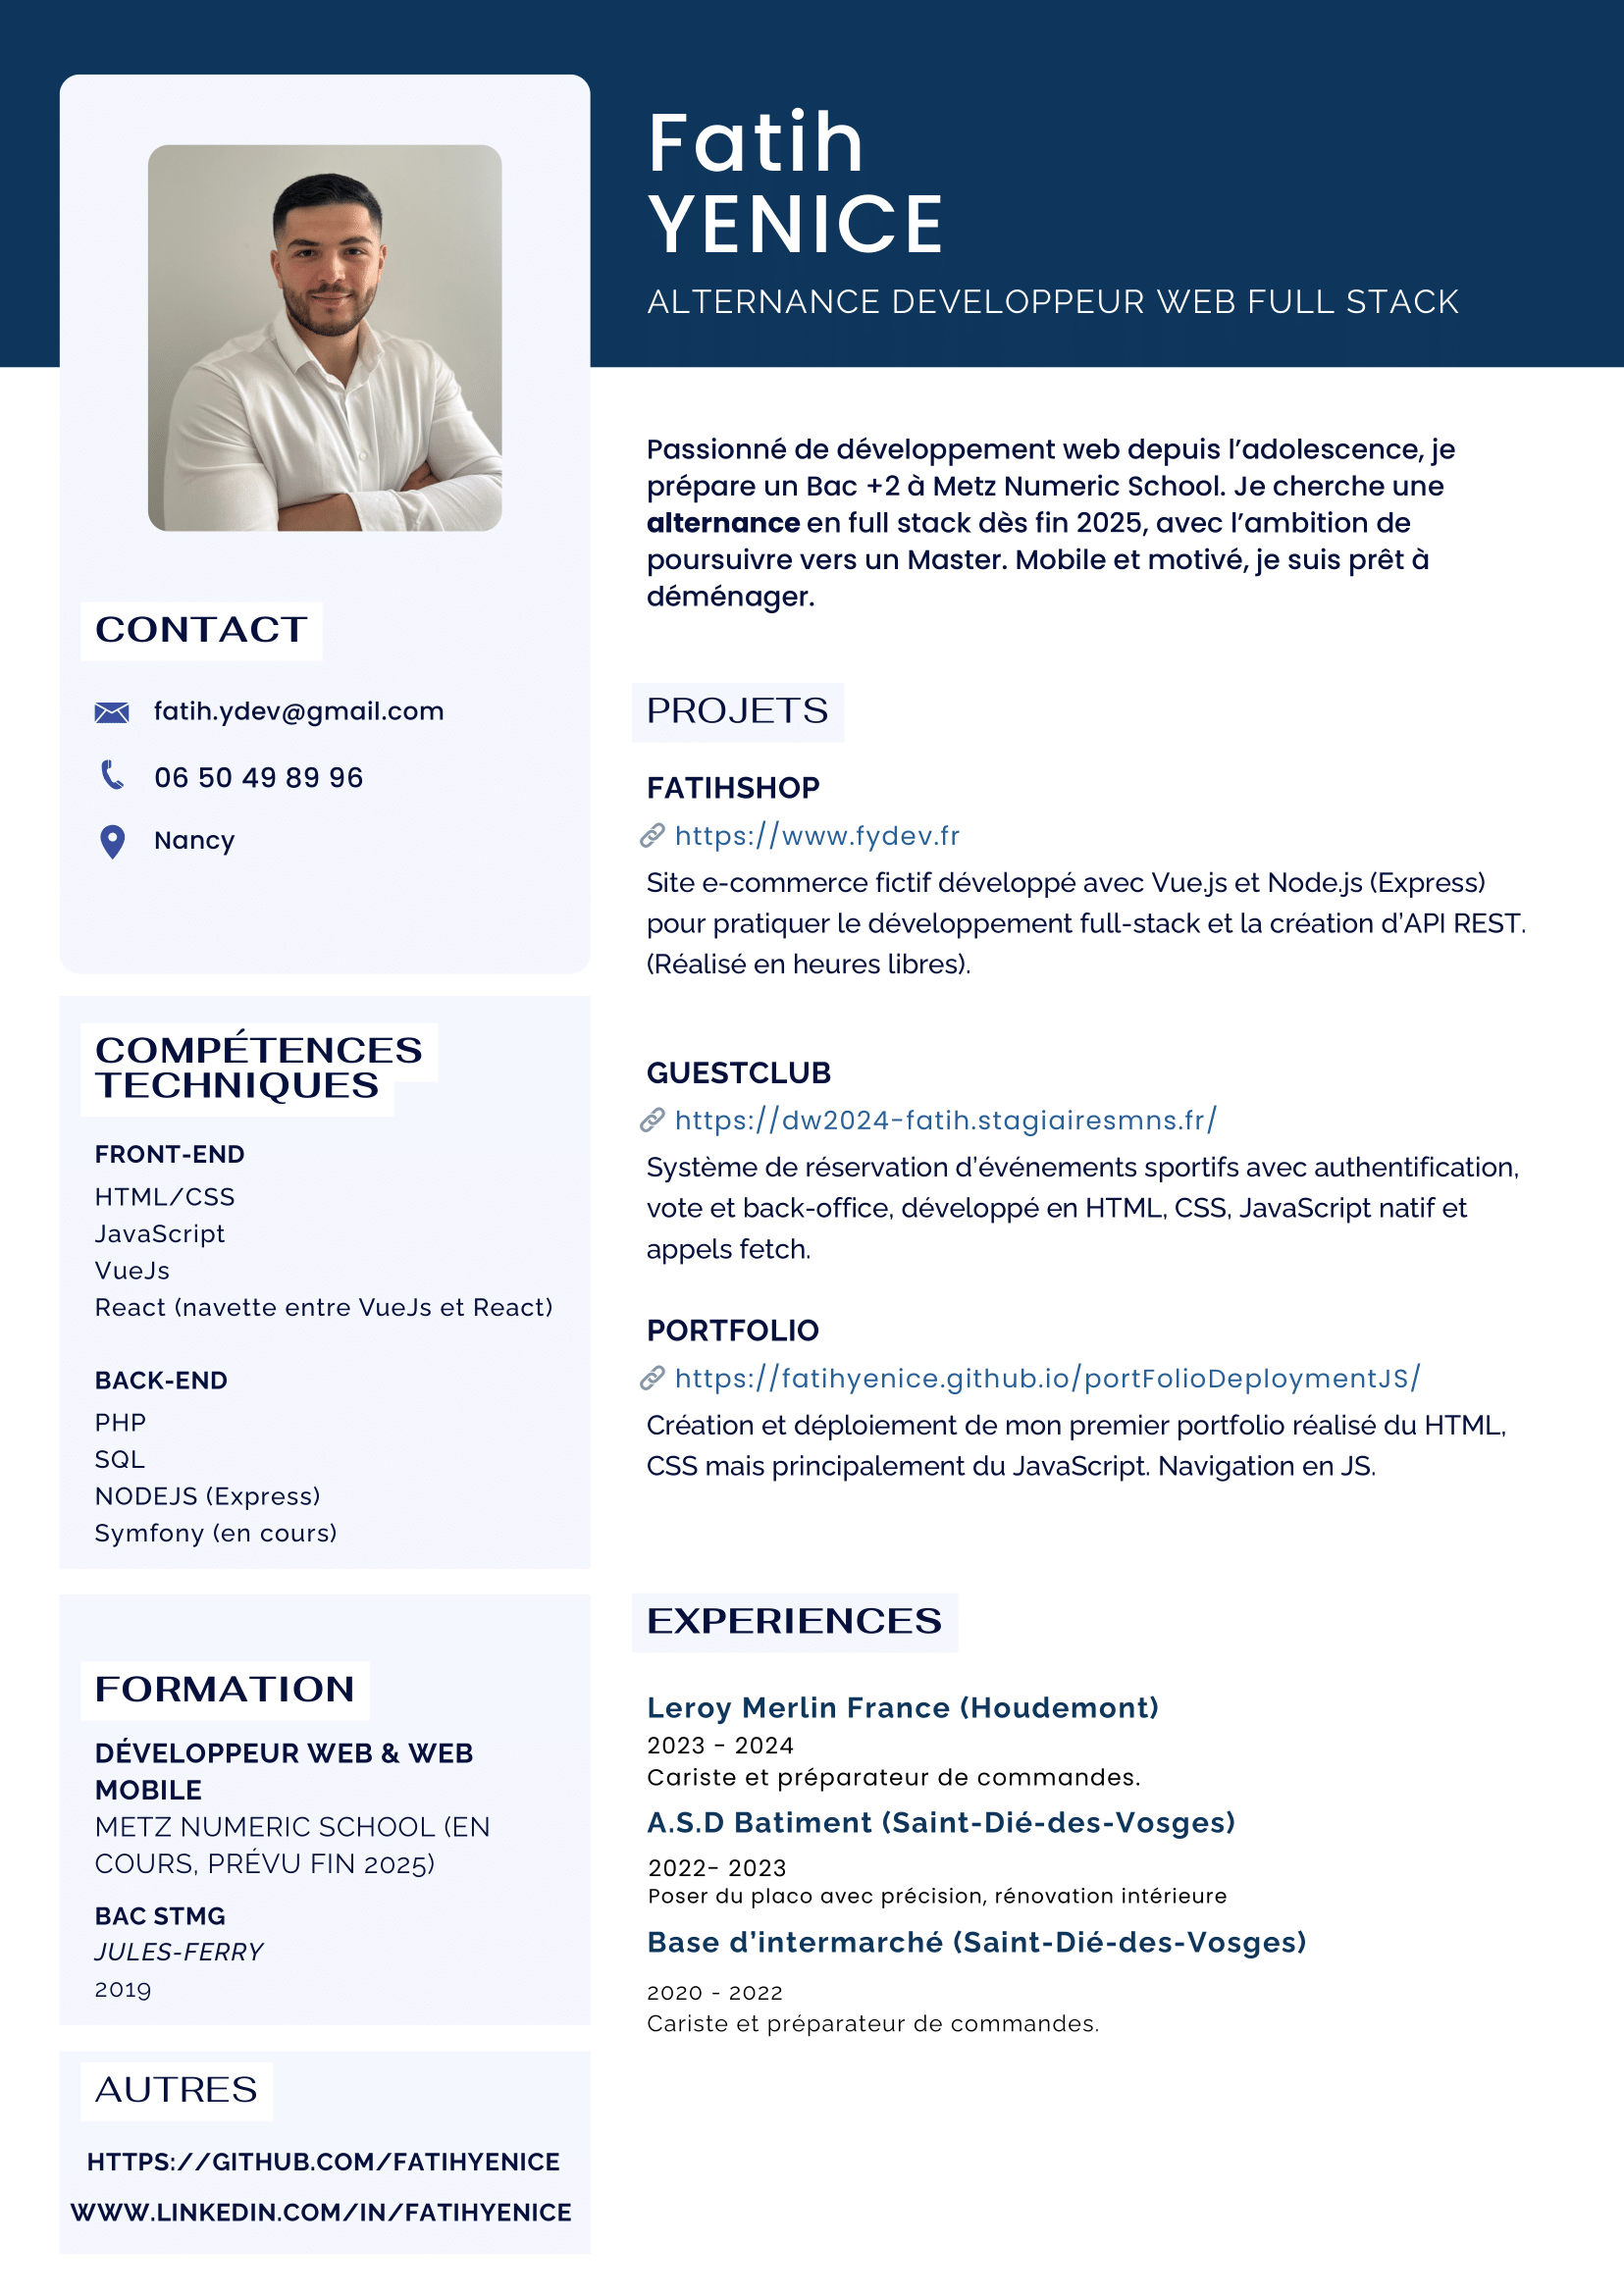 Fatih
YENICE
ALTERNANCE DEVELOPPEUR WEB FULL STACK
CONTACT
fatih.ydev@gmail.com
06 50 49 89 96
Nancy
COMPÉTENCES
TECHNIQUES
FRONT-END
HTML/CSS
JavaScript
VueJs
React (navette entre VueJs et React)
BACK-END
PHP
SQL
NODEJS (Express)
Symfony (en cours)
FORMATION
DÉVELOPPEUR WEB & WEB
MOBILE
METZ NUMERIC SCHOOL (EN
COURS, PRÉVU FIN 2025)
BAC STMG
JULES-FERRY
2019
AUTRES
HTTPS://GITHUB.COM/FATIHYENICE
WWW.LINKEDIN.COM/IN/FATIHYENICE
Passionné de développement web depuis l’adolescence, je
prépare un Bac +2 à Metz Numeric School. Je cherche une
alternance en full stack dès fin 2025, avec l’ambition de
poursuivre vers un Master. Mobile et motivé, je suis prêt à
déménager.
PROJETS
FATIHSHOP
https://www.fydev.fr
Site e-commerce fictif développé avec Vue.js et Node.js (Express)
pour pratiquer le développement full-stack et la création d’API REST.
(Réalisé en heures libres).
GUESTCLUB
https://dw2024-fatih.stagiairesmns.fr/
Système de réservation d’événements sportifs avec authentification,
vote et back-office, développé en HTML, CSS, JavaScript natif et
appels fetch.
PORTFOLIO
https://fatihyenice.github.io/portFolioDeploymentJS/
Création et déploiement de mon premier portfolio réalisé du HTML,
CSS mais principalement du JavaScript. Navigation en JS.
EXPERIENCES
Leroy Merlin France (Houdemont)
2023 - 2024
Cariste et préparateur de commandes.
A.S.D Batiment (Saint-Dié-des-Vosges)
2022- 2023
Poser du placo avec précision, rénovation intérieure
Base d’intermarché (Saint-Dié-des-Vosges)
2020 - 2022
Cariste et préparateur de commandes.